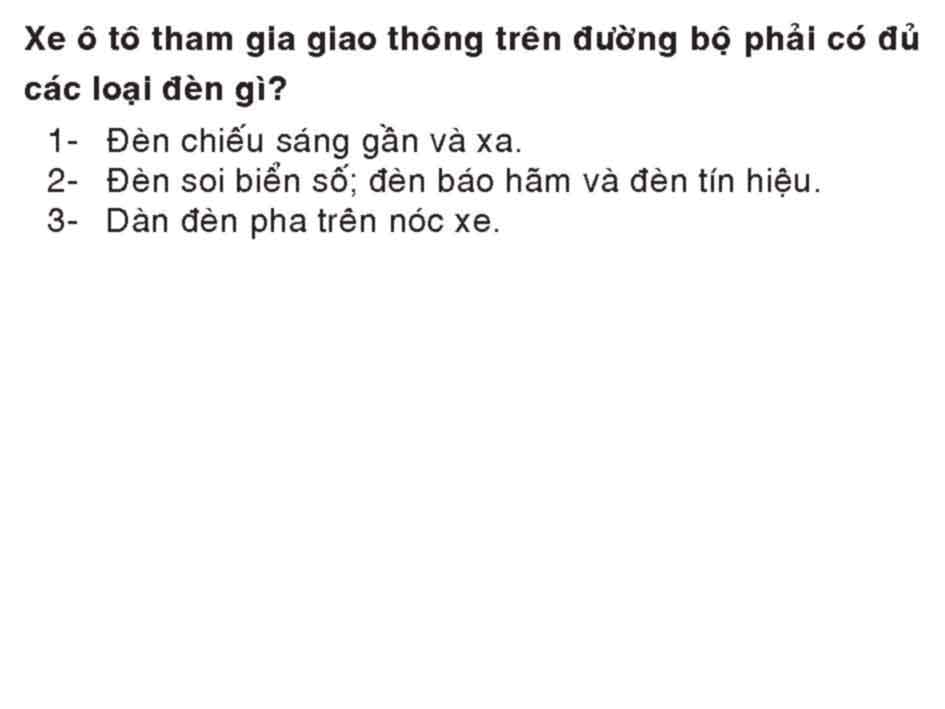 Xe ô tô tham gia giao thông trên đường bộ phải có đủ
các loại đèn gì?
1- Đèn chiếu sáng gần và xa.
2- Đèn soi biển số; đèn báo hãm và đèn tín hiệu.
3- Dàn đèn pha trên nóc xe.